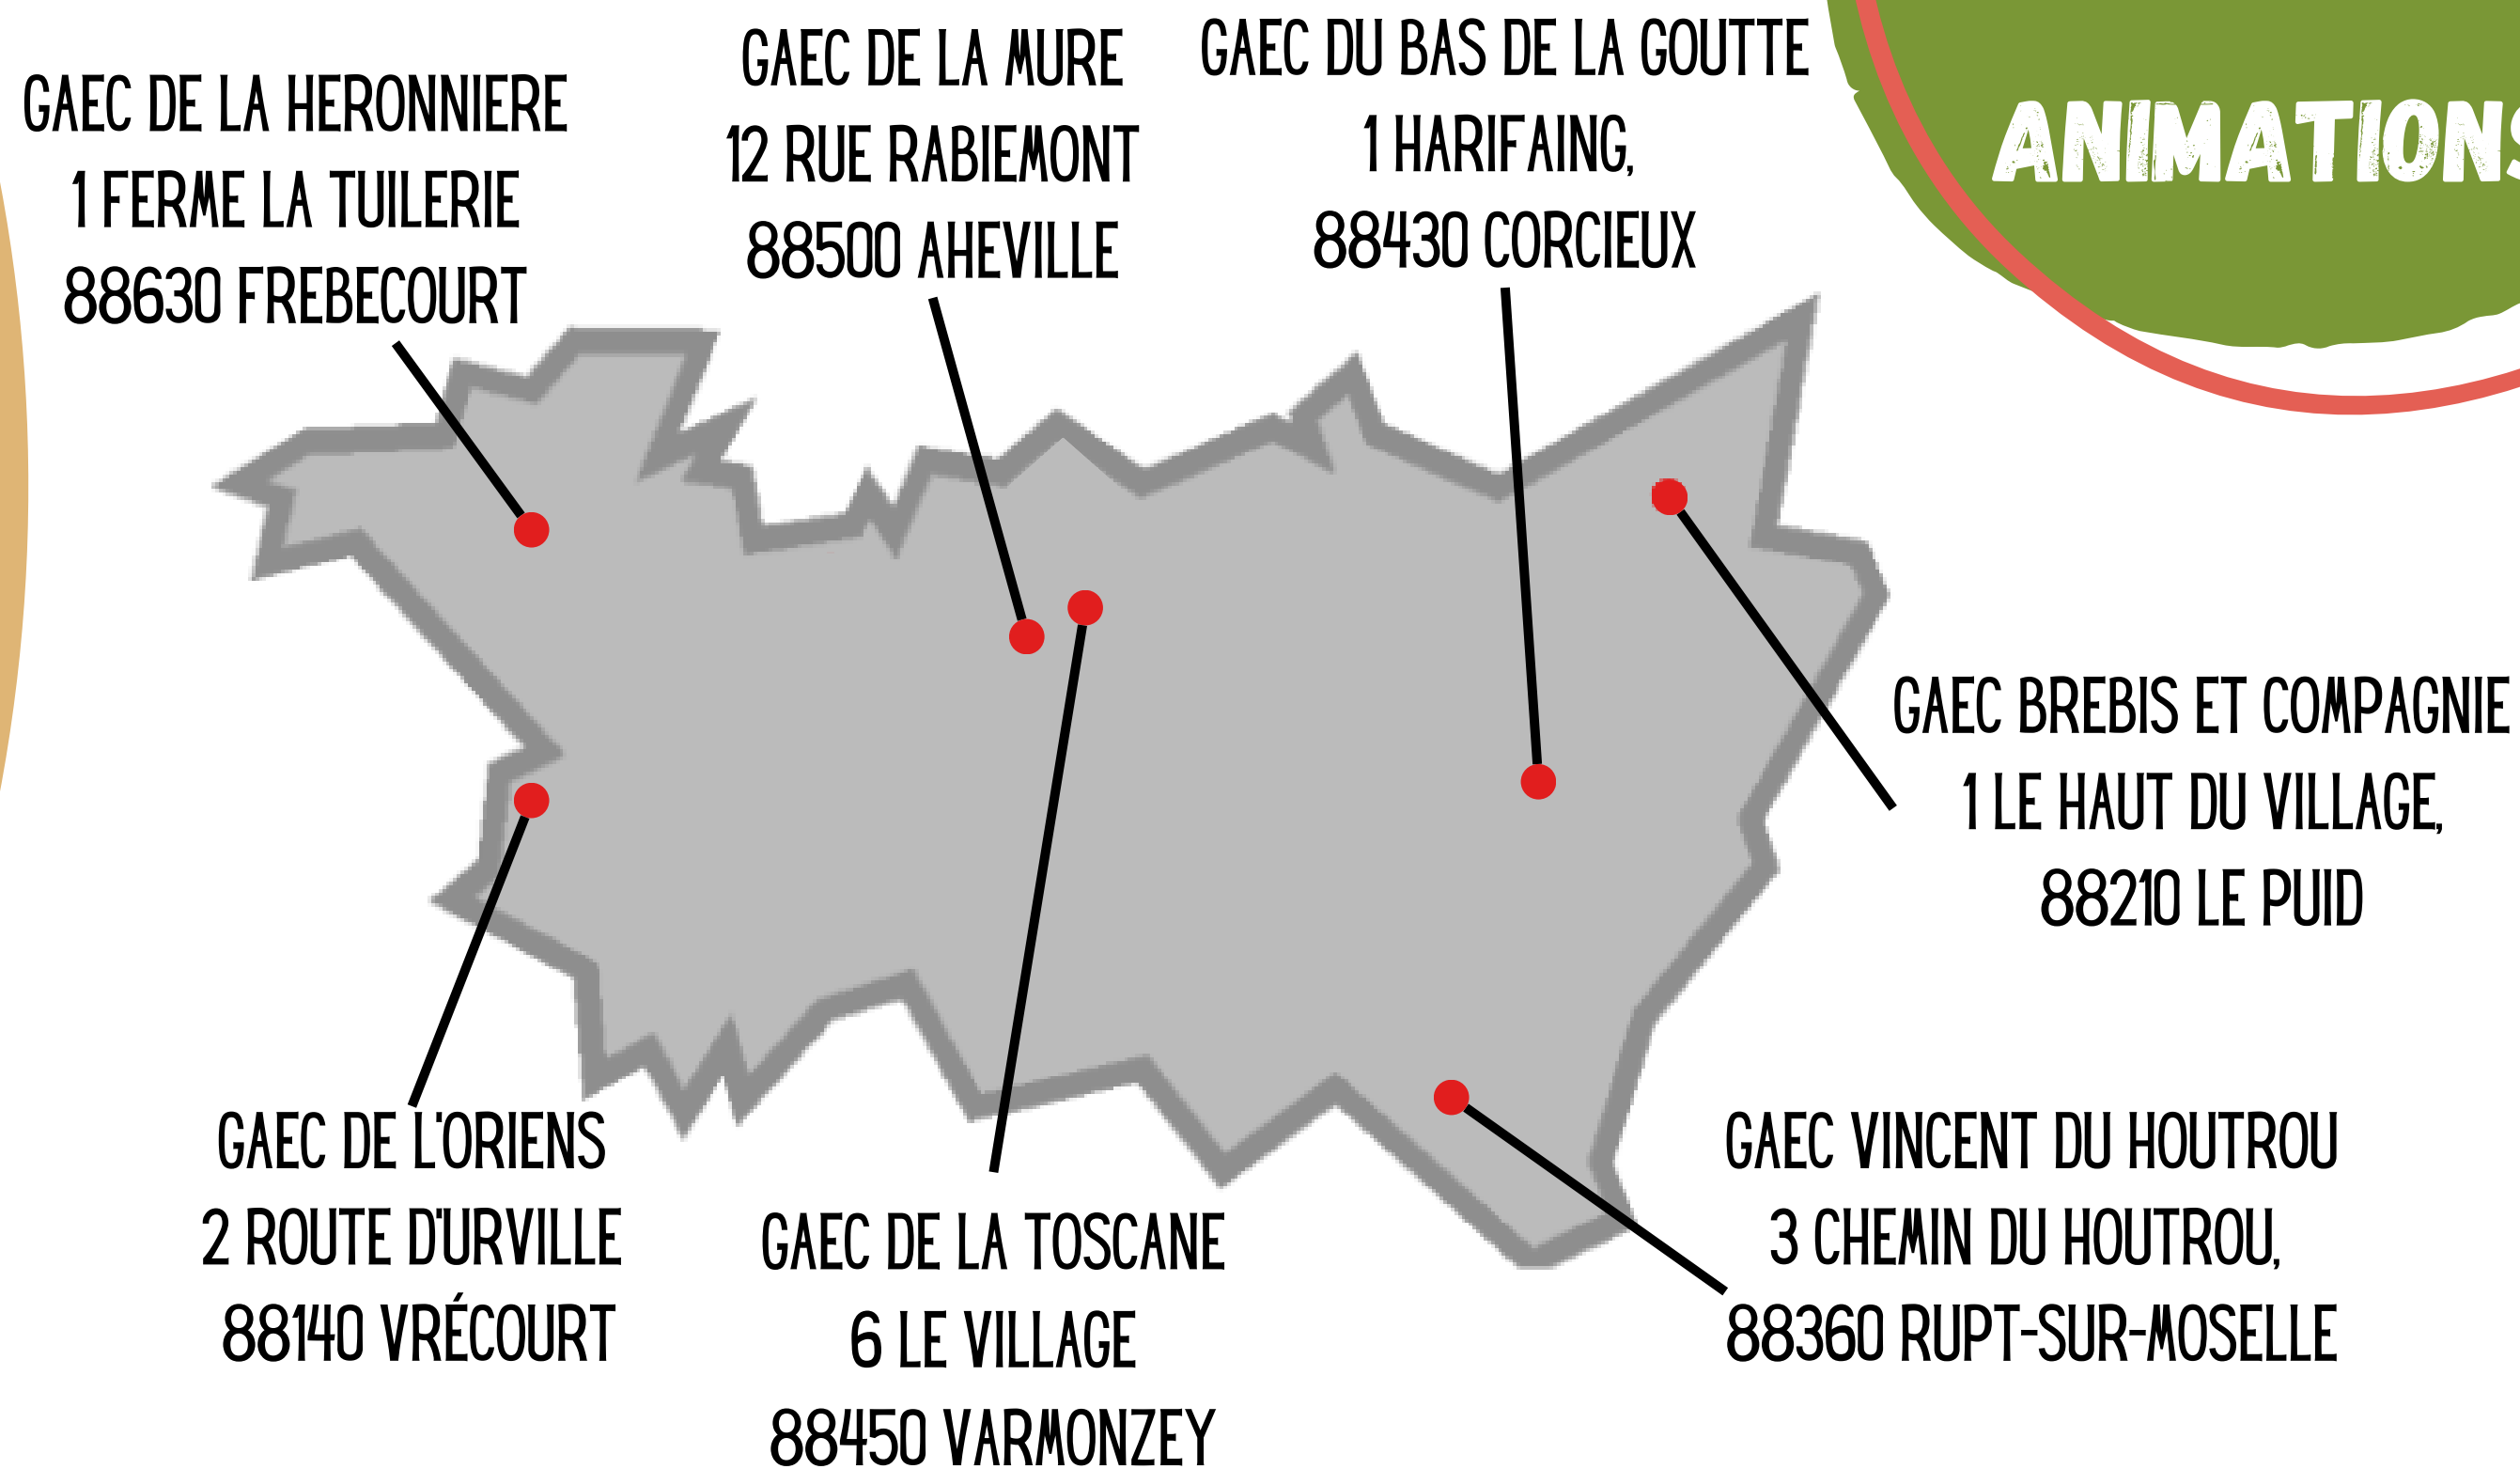 GAEC DE LA HERONNIERE
1 FERME LA TUILERIE
88630 FREBECOURT
GAEC DE LA MURE
12 RUE RABIEMONT
88500 AHEVILLE
GAEC DU BAS DE LA GOUTTE
1 HARIFAING,
88430 CORCIEUX
ANIMATIONS
GAEC BREBIS ET COMPAGNIE
1 LE HAUT DU VILLAGE,
88210 LE PUID
GAEC DE L'ORIENS
2 ROUTE D'URVILLE
88140 VRÉCOURT
GAEC DE LA TOSCANE
6 LE VILLAGE
88450 VARMONZEY
GAEC VINCENT DU HOUTROU
3 CHEMIN DU HOUTROU,
88360 RUPT-SUR-MOSELLE